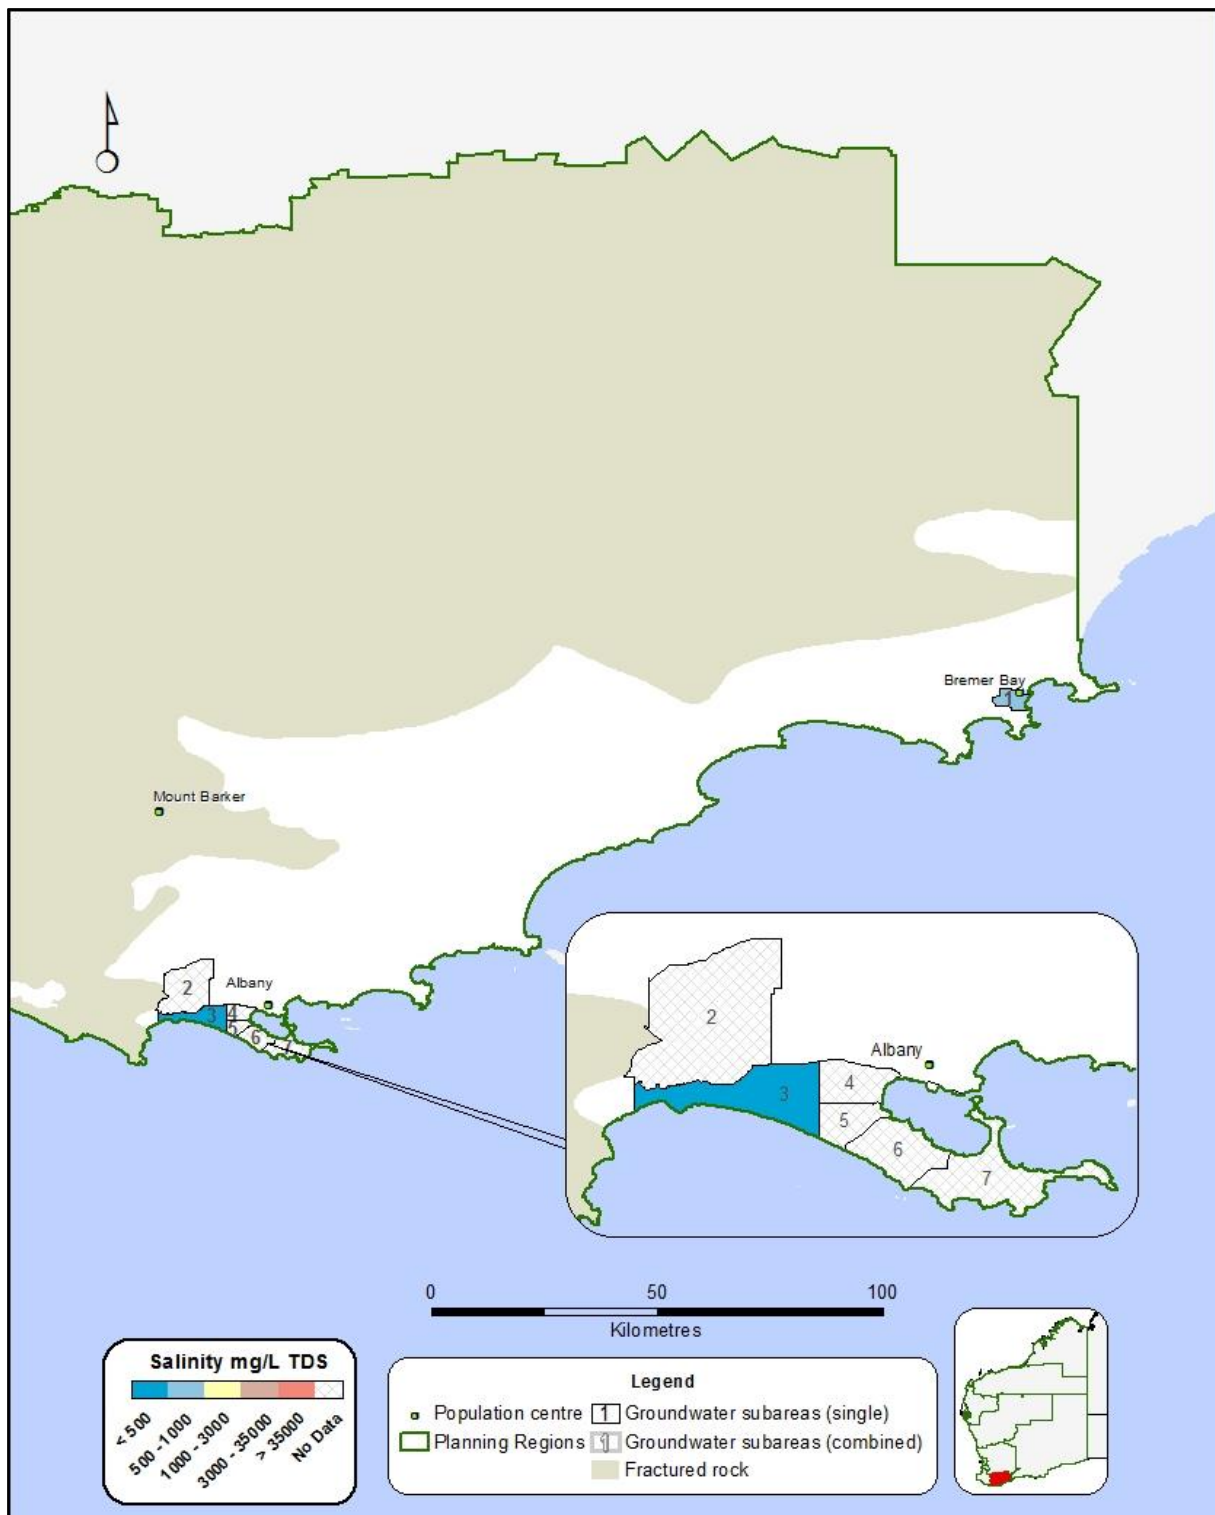 Bremer Bay
1
Mount Barker
Albany
2
3
4
5
6
7
2
Albany
3
4
5
6
7
0 50 100
Kilometres
Salinity mg/L TDS
< 500
500 -1000
1000 - 3000
3000 - 35000
> 35000
No Data
Legend
Population centre
1 Groundwater subareas (single)
Planning Regions
1 Groundwater subareas (combined)
Fractured rock